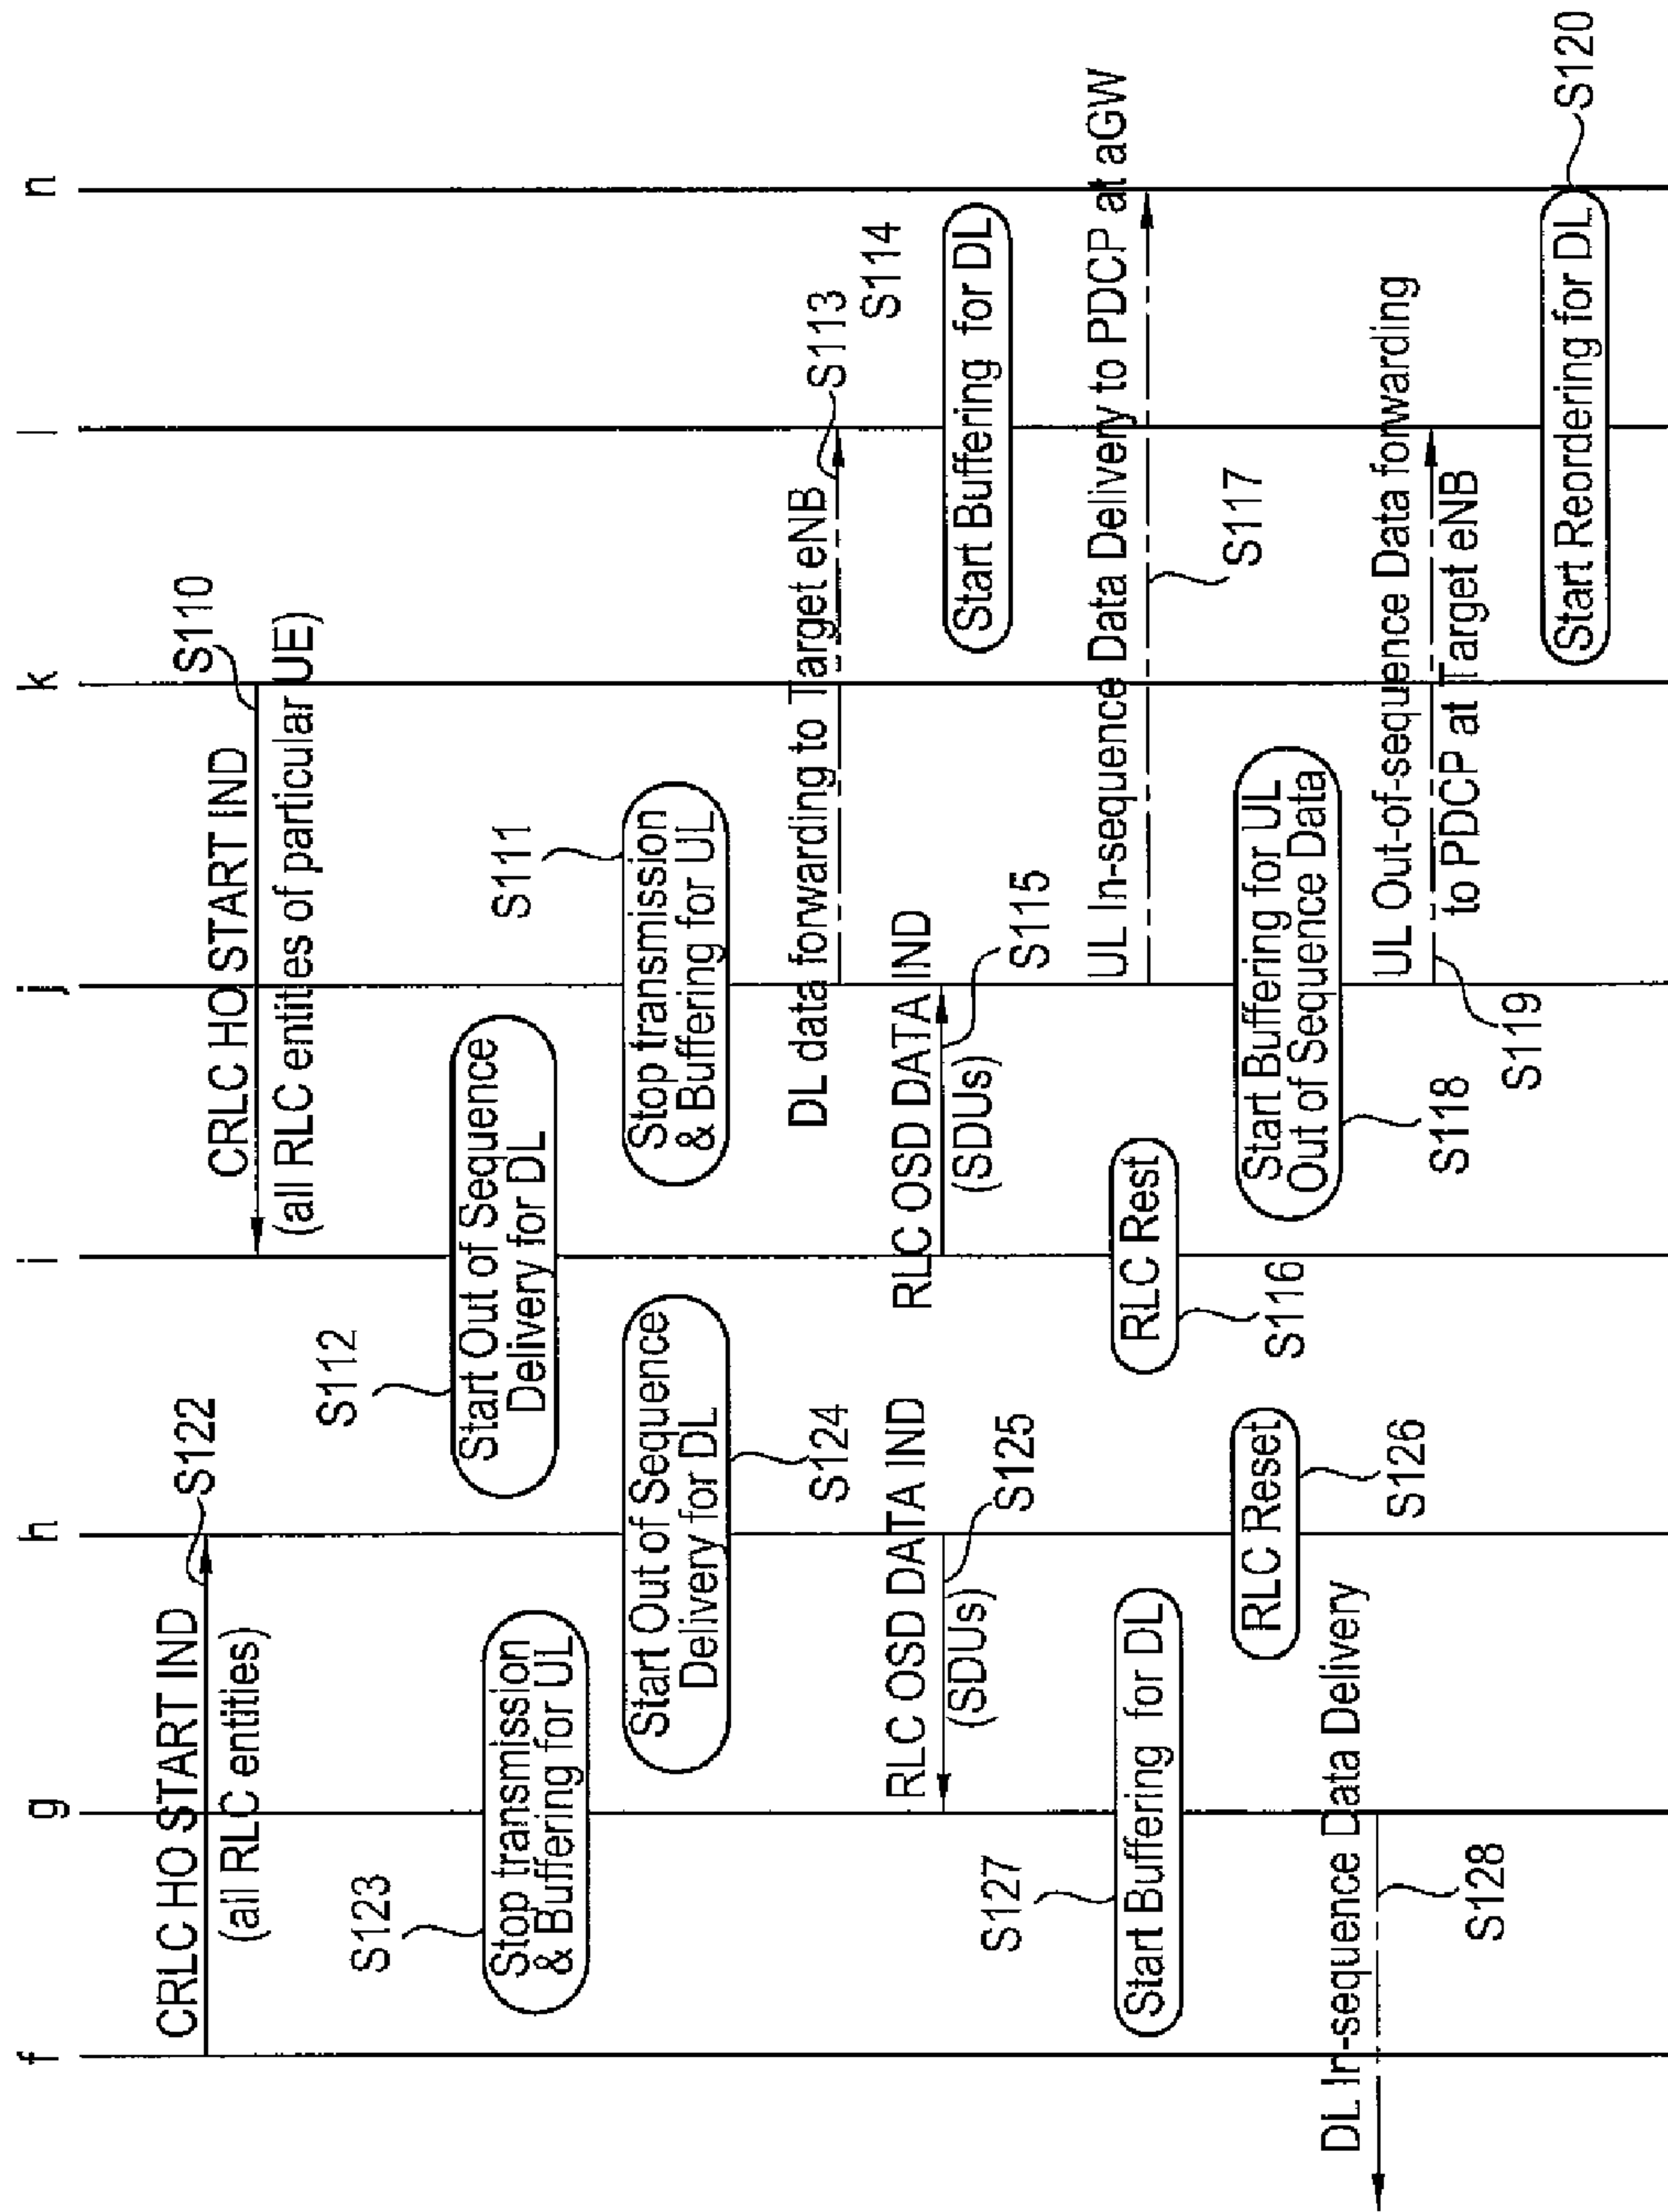 f
g
h
i
j
k
l
n
CRLC HO START IND
(all RLC entities)
S122
CRLC HO START IND
(all RLC entities of particular UE)
S110
S123
Stop transmission
& Buffering for UL
S112
Start Out of Sequence
Delivery for DL
S111
Stop transmission
& Buffering for UL
Start Out of Sequence
Delivery for DL
S124
DL data forwarding to Target eNB
S113
S114
Start Buffering for DL
RLC OSD DATA IND
(SDUs)
S125
RLC OSD DATA IND
(SDUs)
S115
S127
Start Buffering for DL
RLC Rest
S116
UL In-sequence Data Delivery to PDCP at aGW
S117
RLC Reset
S126
Start Buffering for UL
Out of Sequence Data
S118
DL In-sequence Data Delivery
S128
UL Out-of-sequence Data forwarding
to PDCP at Target eNB
S119
Start Reordering for DL
S120